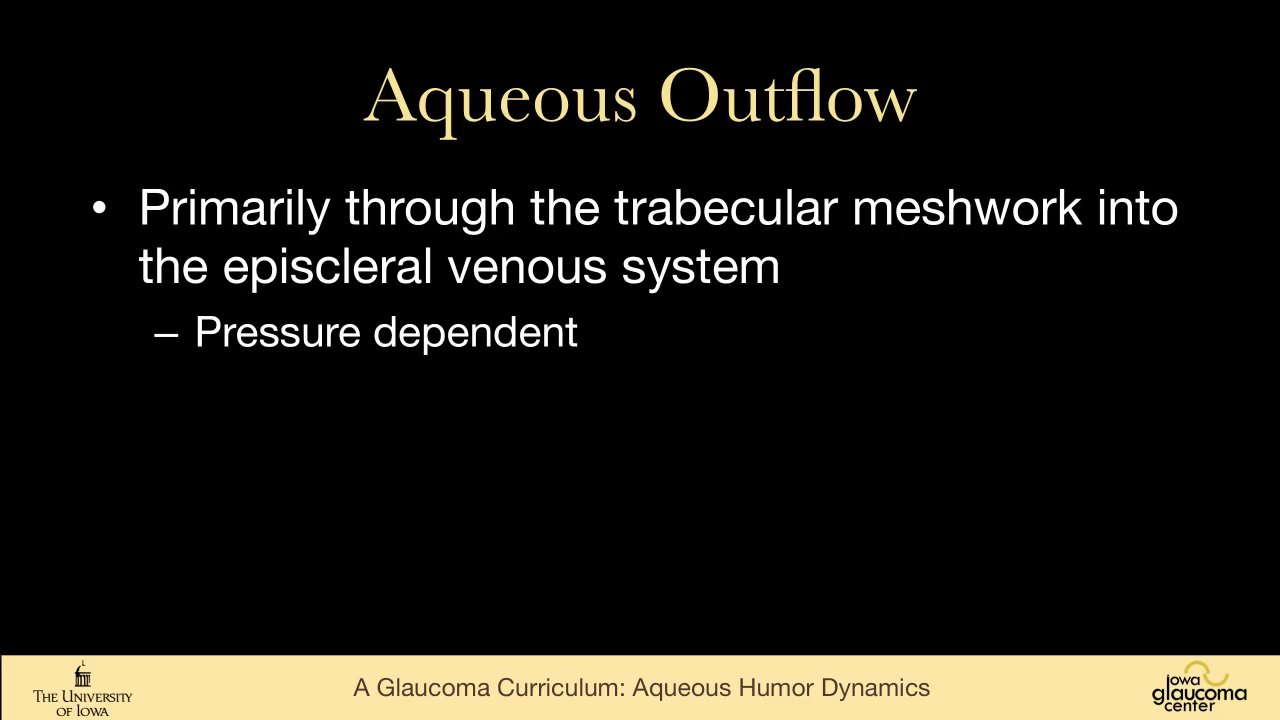 Aqueous Outflow
• Primarily through the trabecular meshwork into
the episcleral venous system
– Pressure dependent
THE UNIVERSITY
OF IOWA
A Glaucoma Curriculum: Aqueous Humor Dynamics
Iowa
glaucoma
center